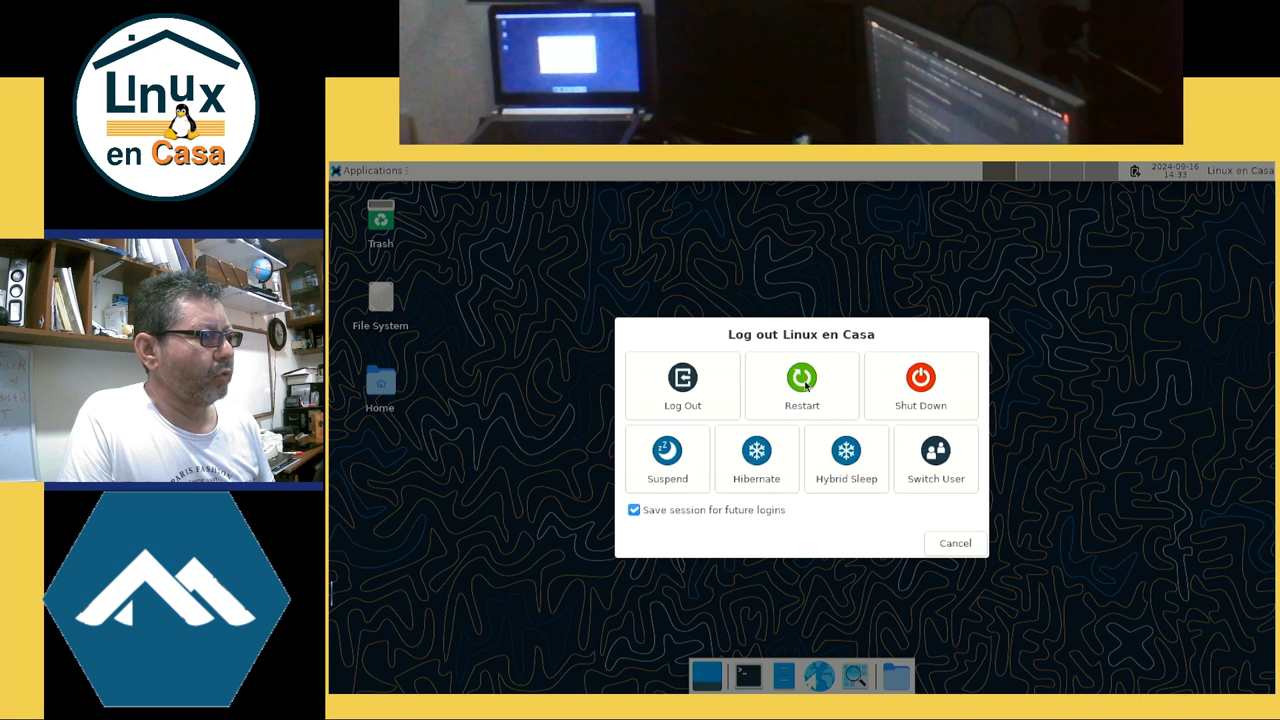 Linux
en Casa
Applications
2024-09-16
14:33
Linux en Casa
Trash
File System
Home
Log out Linux en Casa
Log Out
Restart
Shut Down
Suspend
Hibernate
Hybrid Sleep
Switch User
Save session for future logins
Cancel
PARIS FASHION